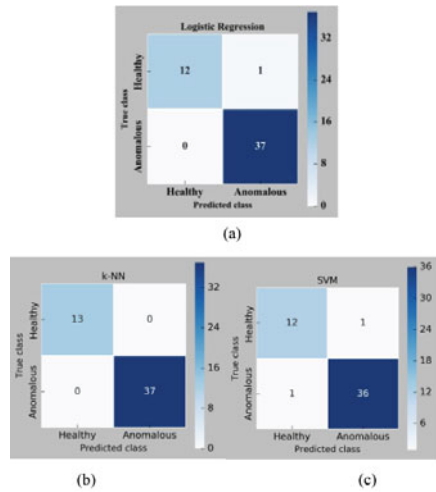 Logistic Regression
Healthy
Anomalous
True class
12
1
0
37
Healthy
Anomalous
Predicted class
32
24
16
8
0
(a)
k-NN
Healthy
Anomalous
True class
13
0
0
37
Healthy
Anomalous
Predicted class
32
24
16
8
0
(b)
SVM
Healthy
Anomalous
True class
12
1
1
36
Healthy
Anomalous
Predicted class
36
30
24
18
12
6
(c)